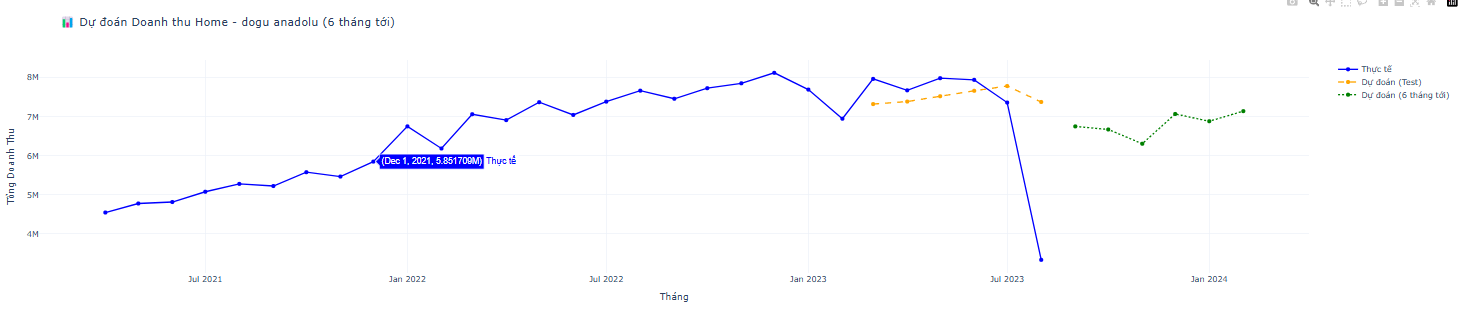 📊 Dự đoán Doanh thu Home - dogu anadolu (6 tháng tới)
Thực tế
Dự đoán (Test)
Dự đoán (6 tháng tới)
Tổng Doanh Thu
8M
7M
6M
5M
4M
(Dec 1, 2021, 5.851709M) Thực tế
Jul 2021
Jan 2022
Jul 2022
Jan 2023
Jul 2023
Jan 2024
Tháng